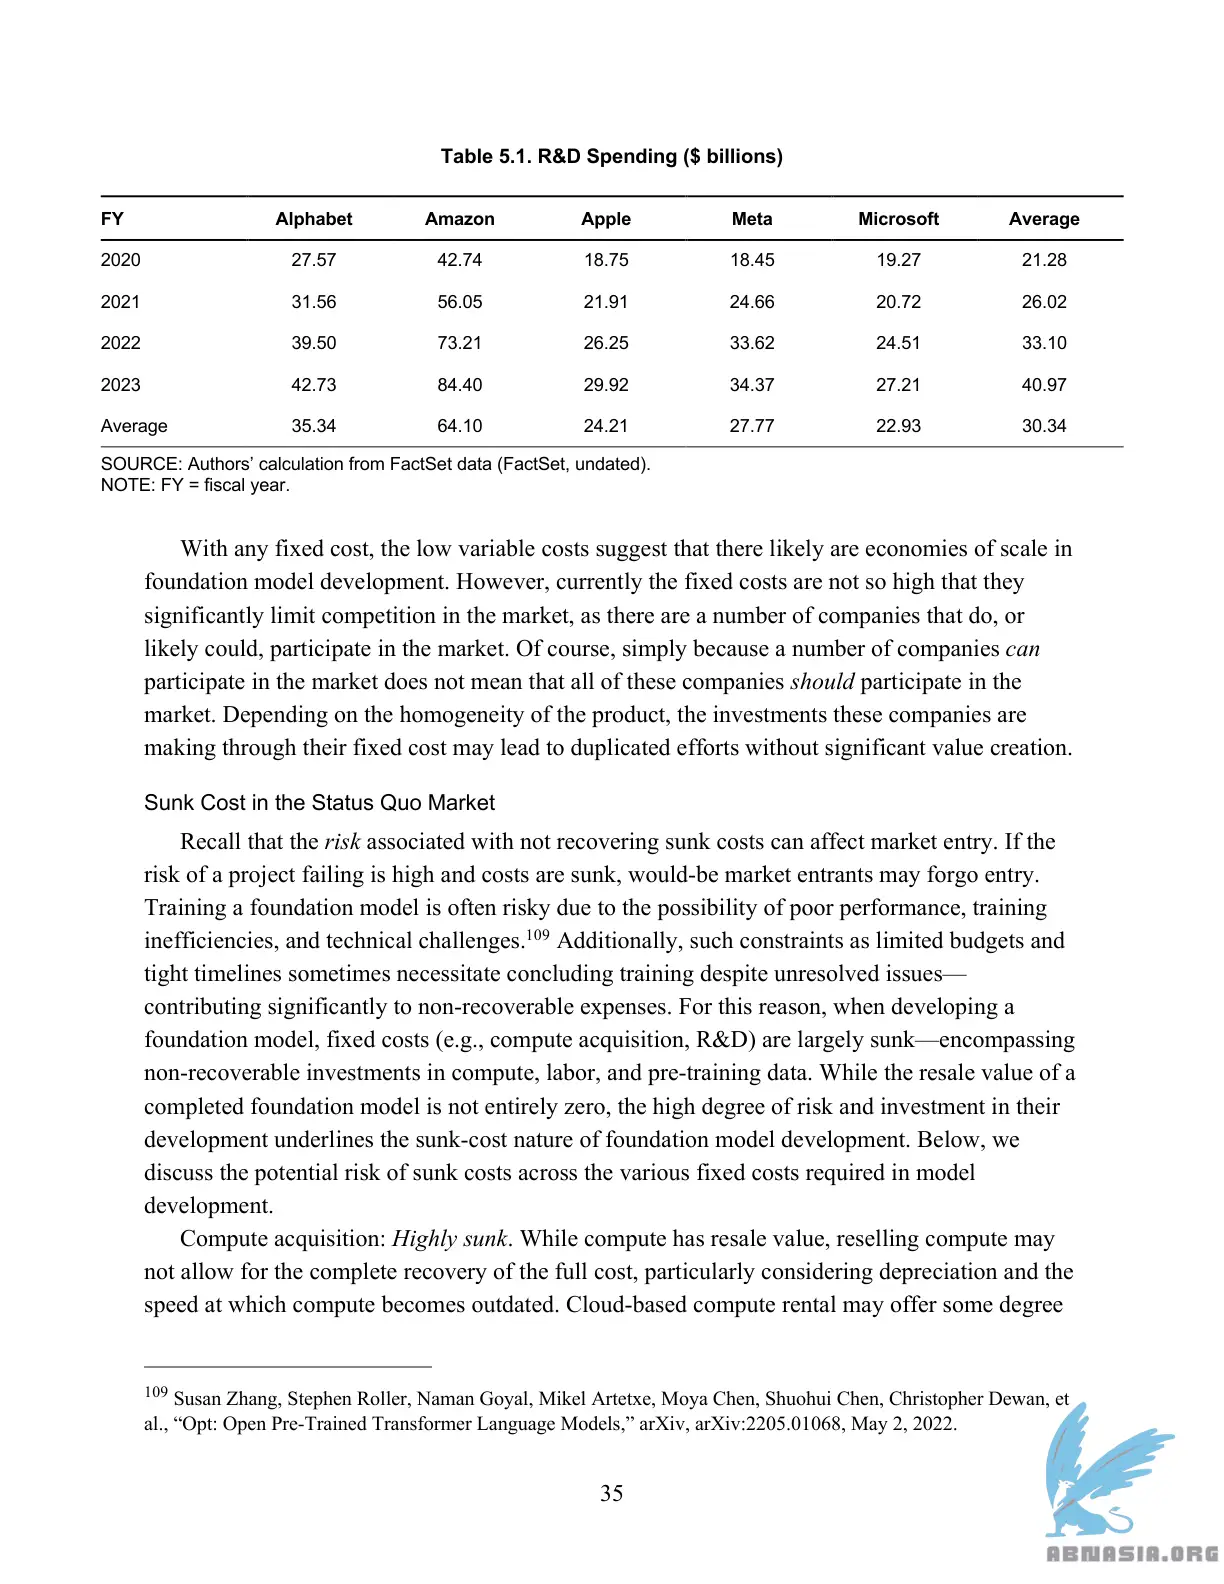 Table 5.1. R&D Spending ($ billions)
FY Alphabet Amazon Apple Meta Microsoft Average
2020 27.57 42.74 18.75 18.45 19.27 21.28
2021 31.56 56.05 21.91 24.66 20.72 26.02
2022 39.50 73.21 26.25 33.62 24.51 33.10
2023 42.73 84.40 29.92 34.37 27.21 40.97
Average 35.34 64.10 24.21 27.77 22.93 30.34
SOURCE: Authors’ calculation from FactSet data (FactSet, undated).
NOTE: FY = fiscal year.
With any fixed cost, the low variable costs suggest that there likely are economies of scale in
foundation model development. However, currently the fixed costs are not so high that they
significantly limit competition in the market, as there are a number of companies that do, or
likely could, participate in the market. Of course, simply because a number of companies can
participate in the market does not mean that all of these companies should participate in the
market. Depending on the homogeneity of the product, the investments these companies are
making through their fixed cost may lead to duplicated efforts without significant value creation.
Sunk Cost in the Status Quo Market
Recall that the risk associated with not recovering sunk costs can affect market entry. If the
risk of a project failing is high and costs are sunk, would-be market entrants may forgo entry.
Training a foundation model is often risky due to the possibility of poor performance, training
inefficiencies, and technical challenges.109 Additionally, such constraints as limited budgets and
tight timelines sometimes necessitate concluding training despite unresolved issues—
contributing significantly to non-recoverable expenses. For this reason, when developing a
foundation model, fixed costs (e.g., compute acquisition, R&D) are largely sunk—encompassing
non-recoverable investments in compute, labor, and pre-training data. While the resale value of a
completed foundation model is not entirely zero, the high degree of risk and investment in their
development underlines the sunk-cost nature of foundation model development. Below, we
discuss the potential risk of sunk costs across the various fixed costs required in model
development.
Compute acquisition: Highly sunk. While compute has resale value, reselling compute may
not allow for the complete recovery of the full cost, particularly considering depreciation and the
speed at which compute becomes outdated. Cloud-based compute rental may offer some degree
109 Susan Zhang, Stephen Roller, Naman Goyal, Mikel Artetxe, Moya Chen, Shuohui Chen, Christopher Dewan, et
al., “Opt: Open Pre-Trained Transformer Language Models,” arXiv, arXiv:2205.01068, May 2, 2022.
35
ABNASIA.ORG